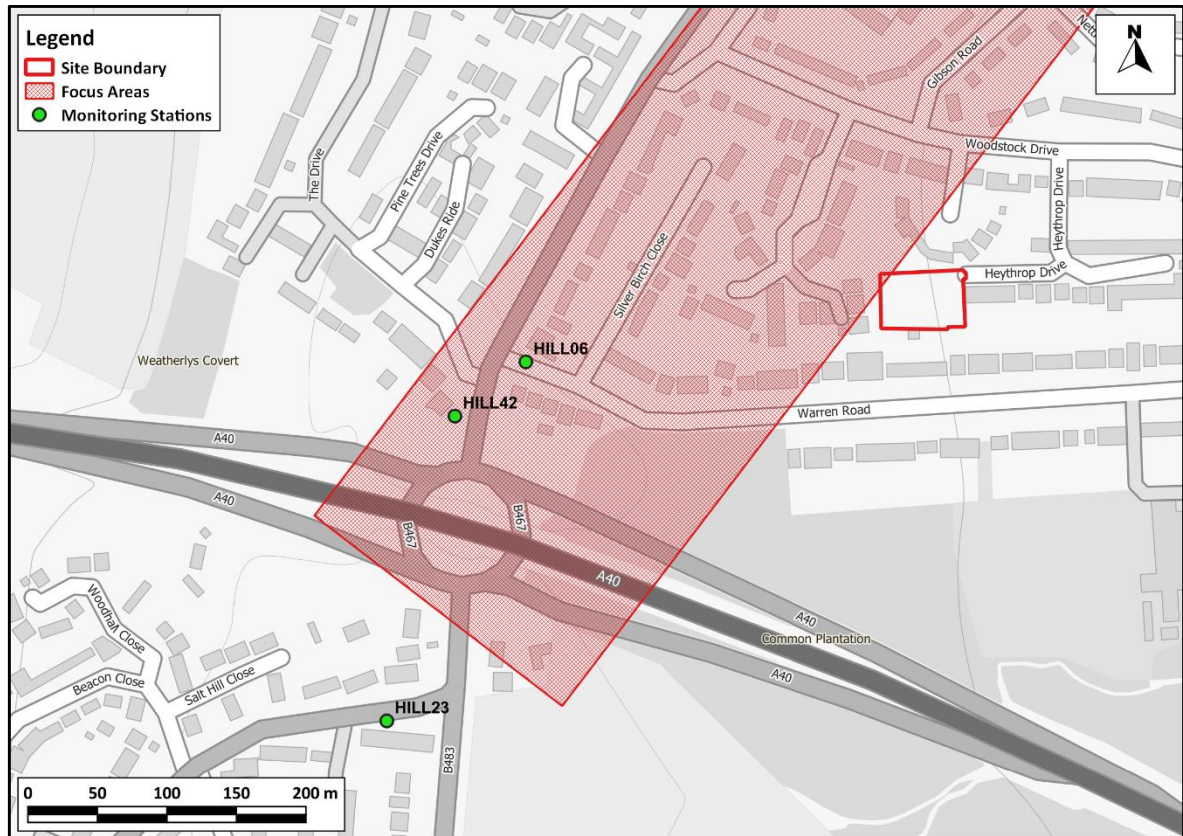 Legend
Site Boundary
Focus Areas
Monitoring Stations
N
Gibson Road
Woodstock Drive
The Drive
Pine Trees Drive
Dukes Ride
Heythrop Drive
Heythrop Drive
Silver Birch Close
HILL06
Weatherlys Covert
HILL42
Warren Road
A40
A40
B467
B467
A40
A40
Common Plantation
A40
Woodhall Close
Beacon Close
Salt Hill Close
HILL23
B483
0 50 100 150 200 m